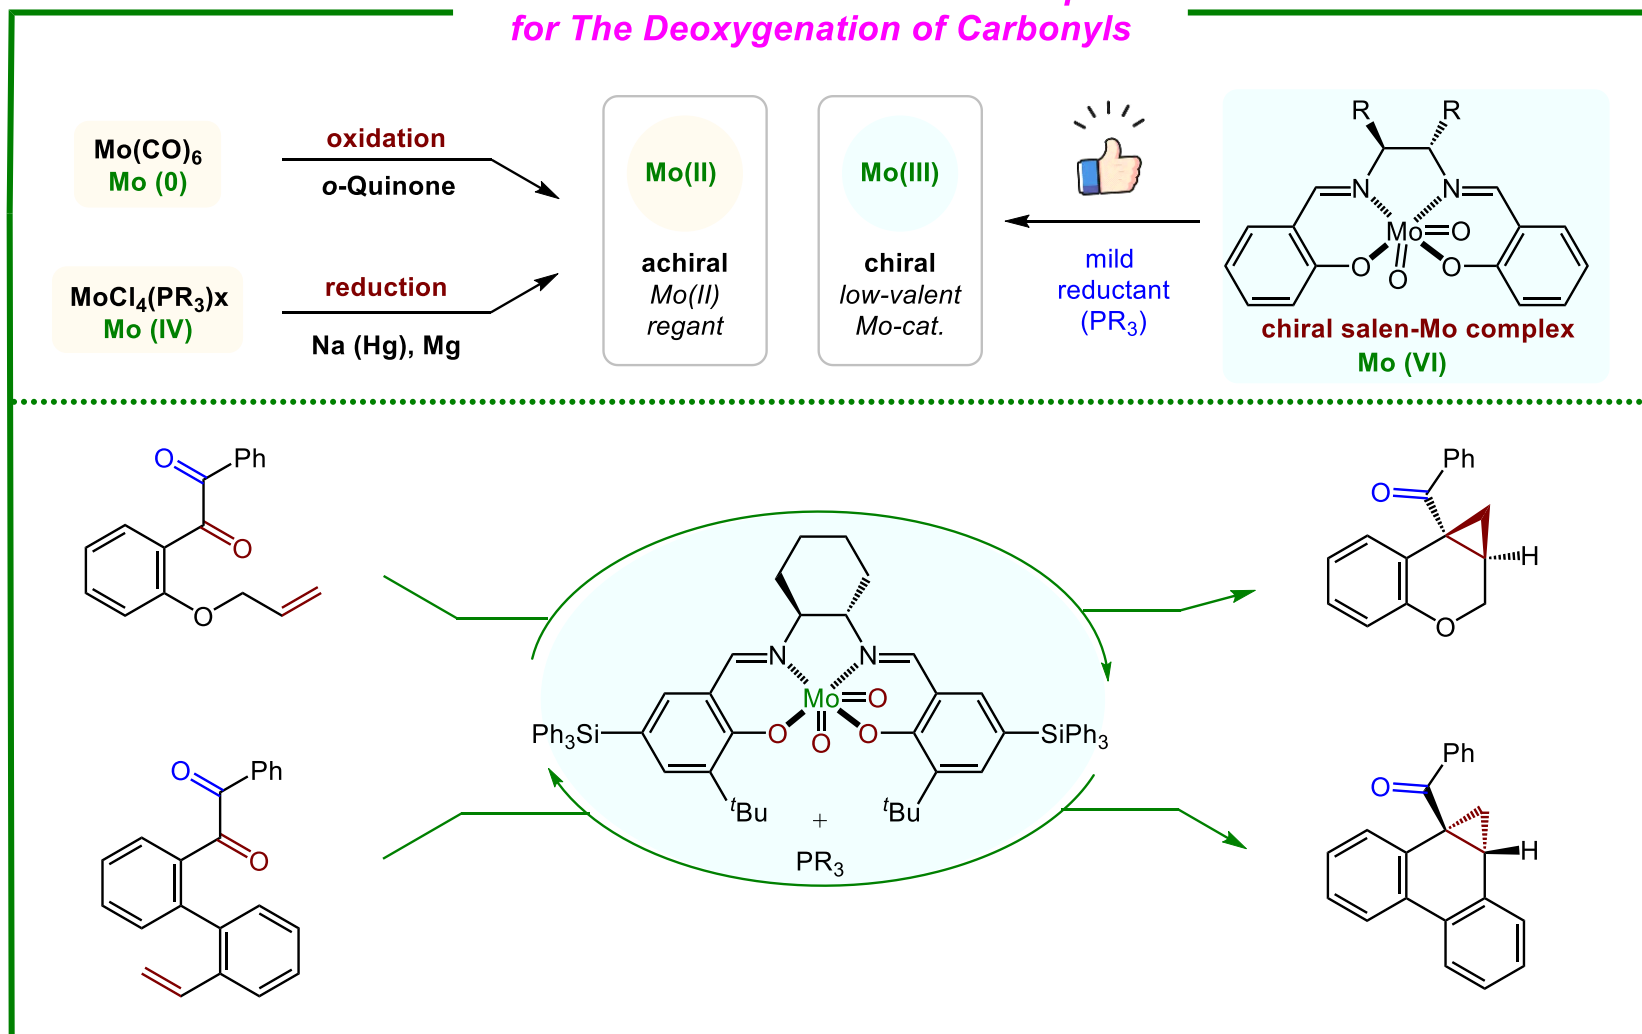 for The Deoxygenation of Carbonyls
Mo(CO)6
Mo (0)
oxidation
o-Quinone
MoCl4(PR3)x
Mo (IV)
reduction
Na (Hg), Mg
Mo(II)
achiral
Mo(II)
regant
Mo(III)
chiral
low-valent
Mo-cat.
mild
reductant
(PR3)
R R
N N
Mo O
O O O
chiral salen-Mo complex
Mo (VI)
O Ph
O
O
N N
Mo O
Ph3Si O O O SiPh3
tBu tBu
+
PR3
Ph
O
H
O
O Ph
O
Ph
O
H